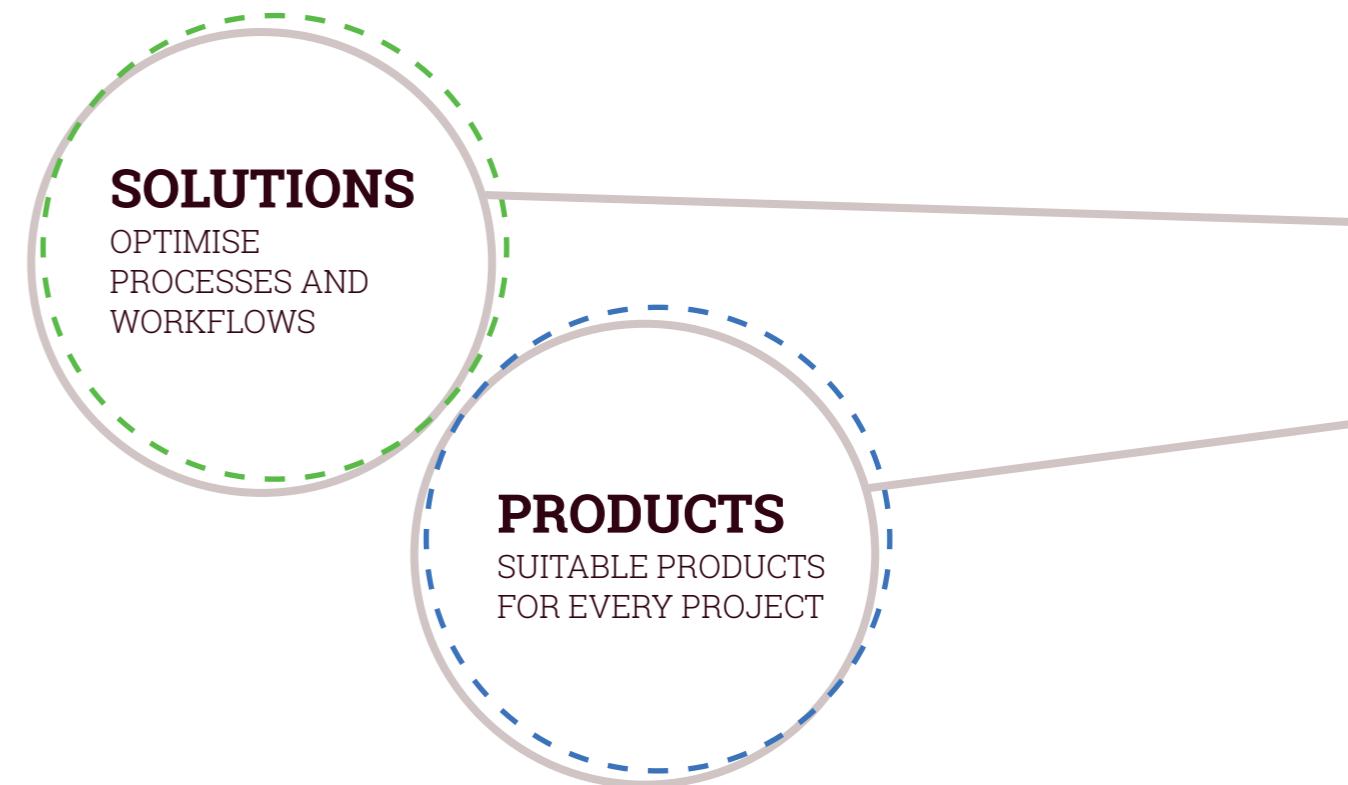 SOLUTIONS
OPTIMISE
PROCESSES AND
WORKFLOWS
PRODUCTS
SUITABLE PRODUCTS
FOR EVERY PROJECT